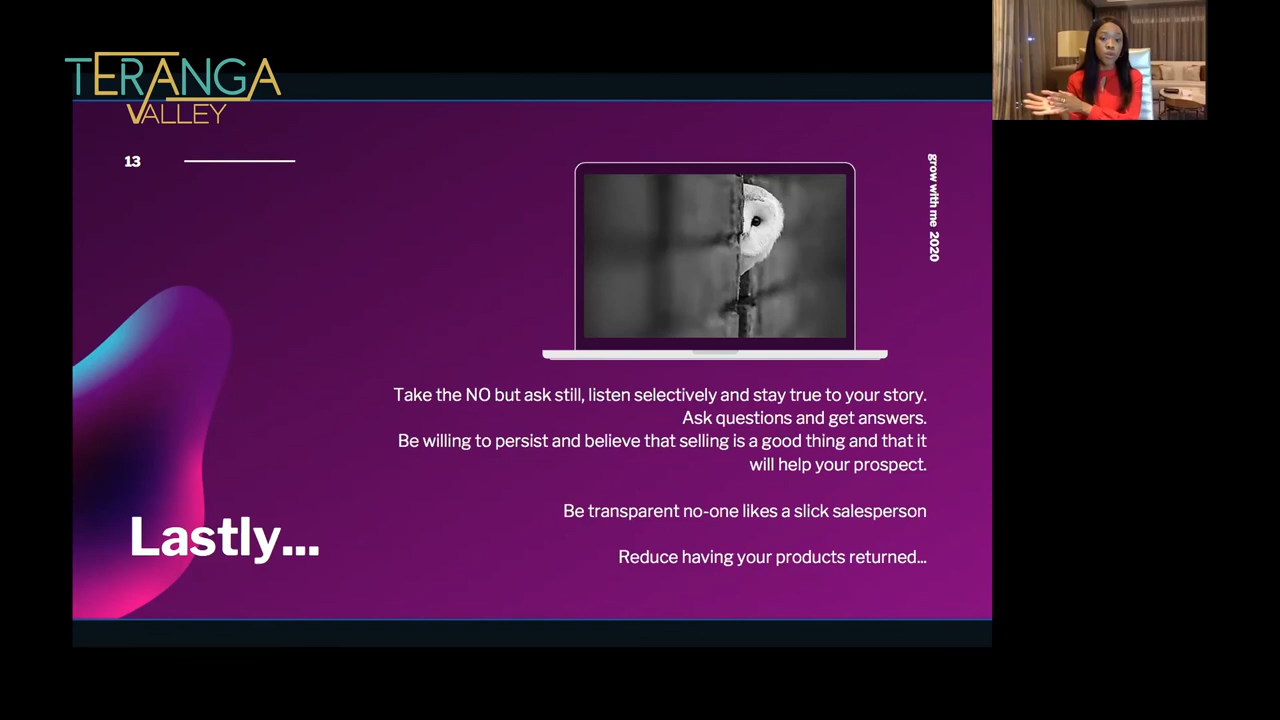 TERANGA
VALLEY
13
grow with me 2020
Take the NO but ask still, listen selectively and stay true to your story.
Ask questions and get answers.
Be willing to persist and believe that selling is a good thing and that it
will help your prospect.
Be transparent no-one likes a slick salesperson
Lastly...
Reduce having your products returned...